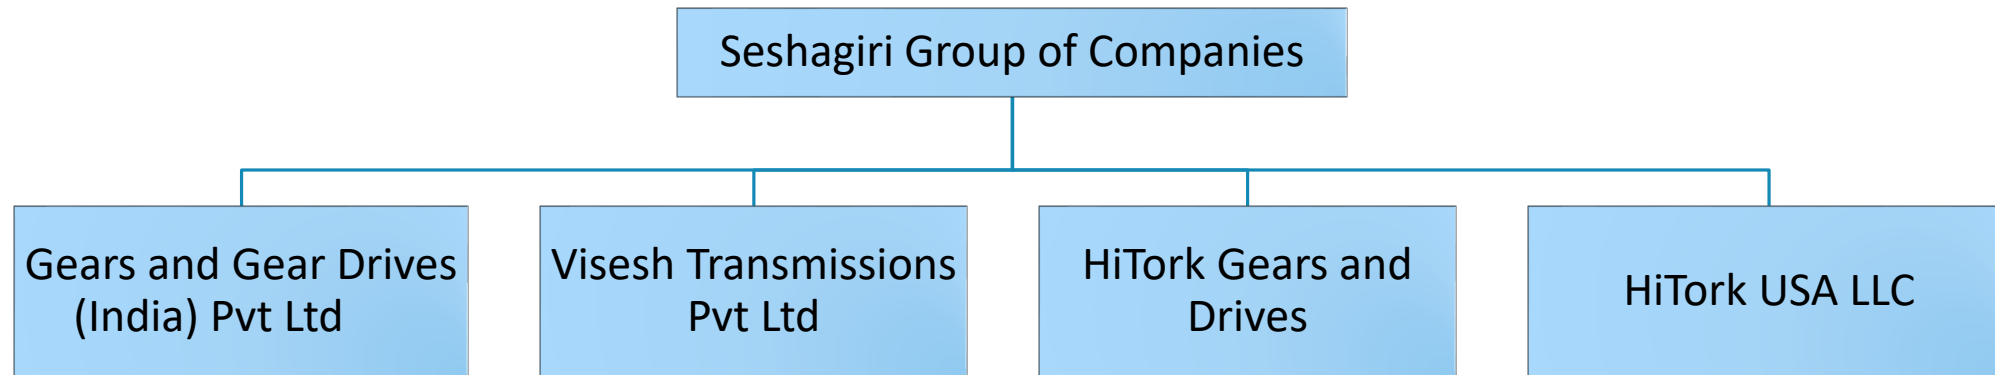 Seshagiri Group of Companies
Gears and Gear Drives
(India) Pvt Ltd
Visesh Transmissions
Pvt Ltd
HiTork Gears and
Drives
HiTork USA LLC